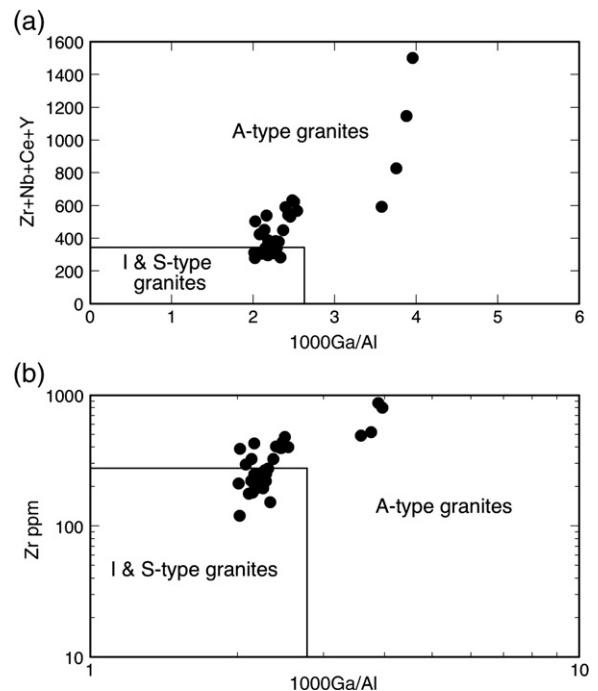 (a)
1600
1400
1200
1000
800
600
400
200
0
Zr+Nb+Ce+Y
A-type granites
I & S-type
granites
0 1 2 3 4 5 6
1000Ga/Al
(b)
1000
100
10
Zr ppm
A-type granites
I & S-type granites
1 10
1000Ga/Al